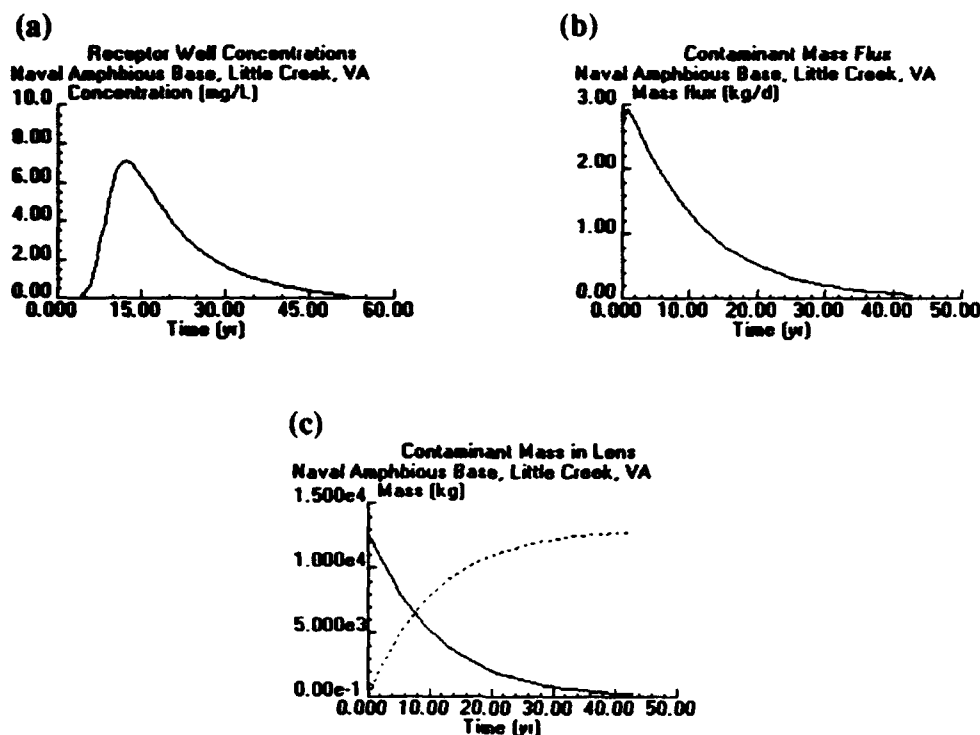 (a)
Receptor Well Concentrations
Naval Amphbious Base, Little Creek, VA
Concentration (mg/L)
10.0
8.00
6.00
4.00
2.00
0.00
0.000 15.00 30.00 45.00 60.00
Time (yr)
(b)
Contaminant Mass Flux
Naval Amphbious Base, Little Creek, VA
Mass flux (kg/d)
3.00
2.00
1.00
0.00
0.000 10.00 20.00 30.00 40.00 50.00
Time (yr)
(c)
Contaminant Mass in Lens
Naval Amphbious Base, Little Creek, VA
Mass (kg)
1.500e4
1.000e4
5.000e3
0.00e-1
0.000 10.00 20.00 30.00 40.00 50.00
Time (yr)